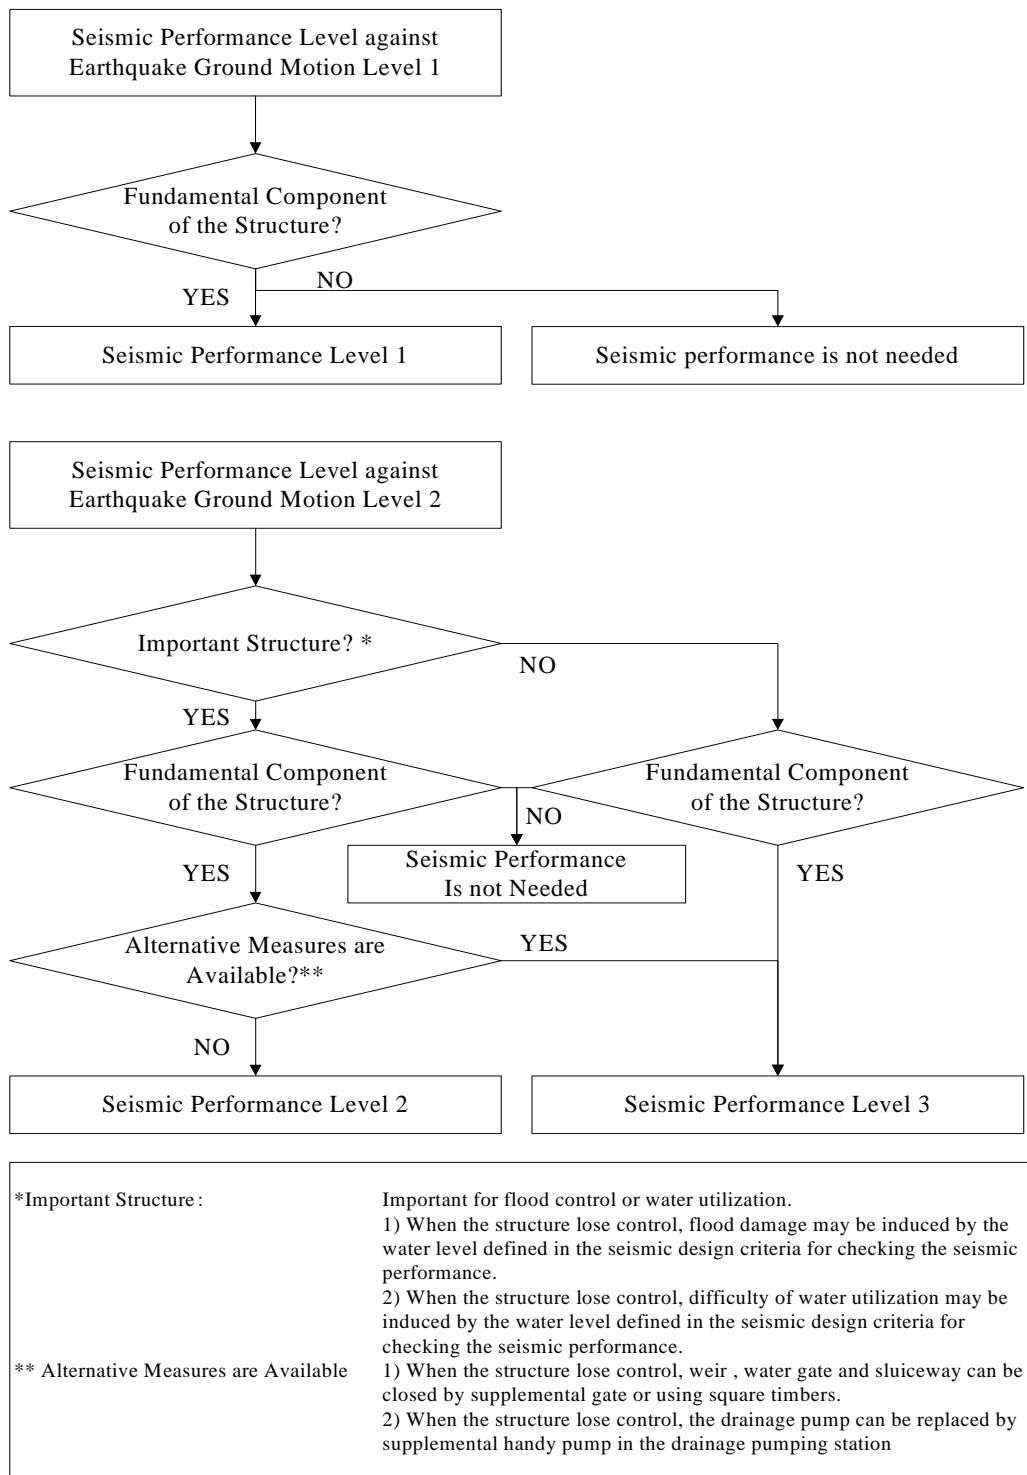 Seismic Performance Level against
Earthquake Ground Motion Level 1
Fundamental Component
of the Structure?
YES
NO
Seismic Performance Level 1
Seismic performance is not needed
Seismic Performance Level against
Earthquake Ground Motion Level 2
Important Structure? *
NO
YES
Fundamental Component
of the Structure?
Fundamental Component
of the Structure?
NO
Seismic Performance
Is not Needed
YES
YES
Alternative Measures are
Available?**
YES
NO
Seismic Performance Level 2
Seismic Performance Level 3
*Important Structure: Important for flood control or water utilization.
1) When the structure lose control, flood damage may be induced by the
water level defined in the seismic design criteria for checking the seismic
performance.
2) When the structure lose control, difficulty of water utilization may be
induced by the water level defined in the seismic design criteria for
checking the seismic performance.
** Alternative Measures are Available 1) When the structure lose control, weir , water gate and sluiceway can be
closed by supplemental gate or using square timbers.
2) When the structure lose control, the drainage pump can be replaced by
supplemental handy pump in the drainage pumping station